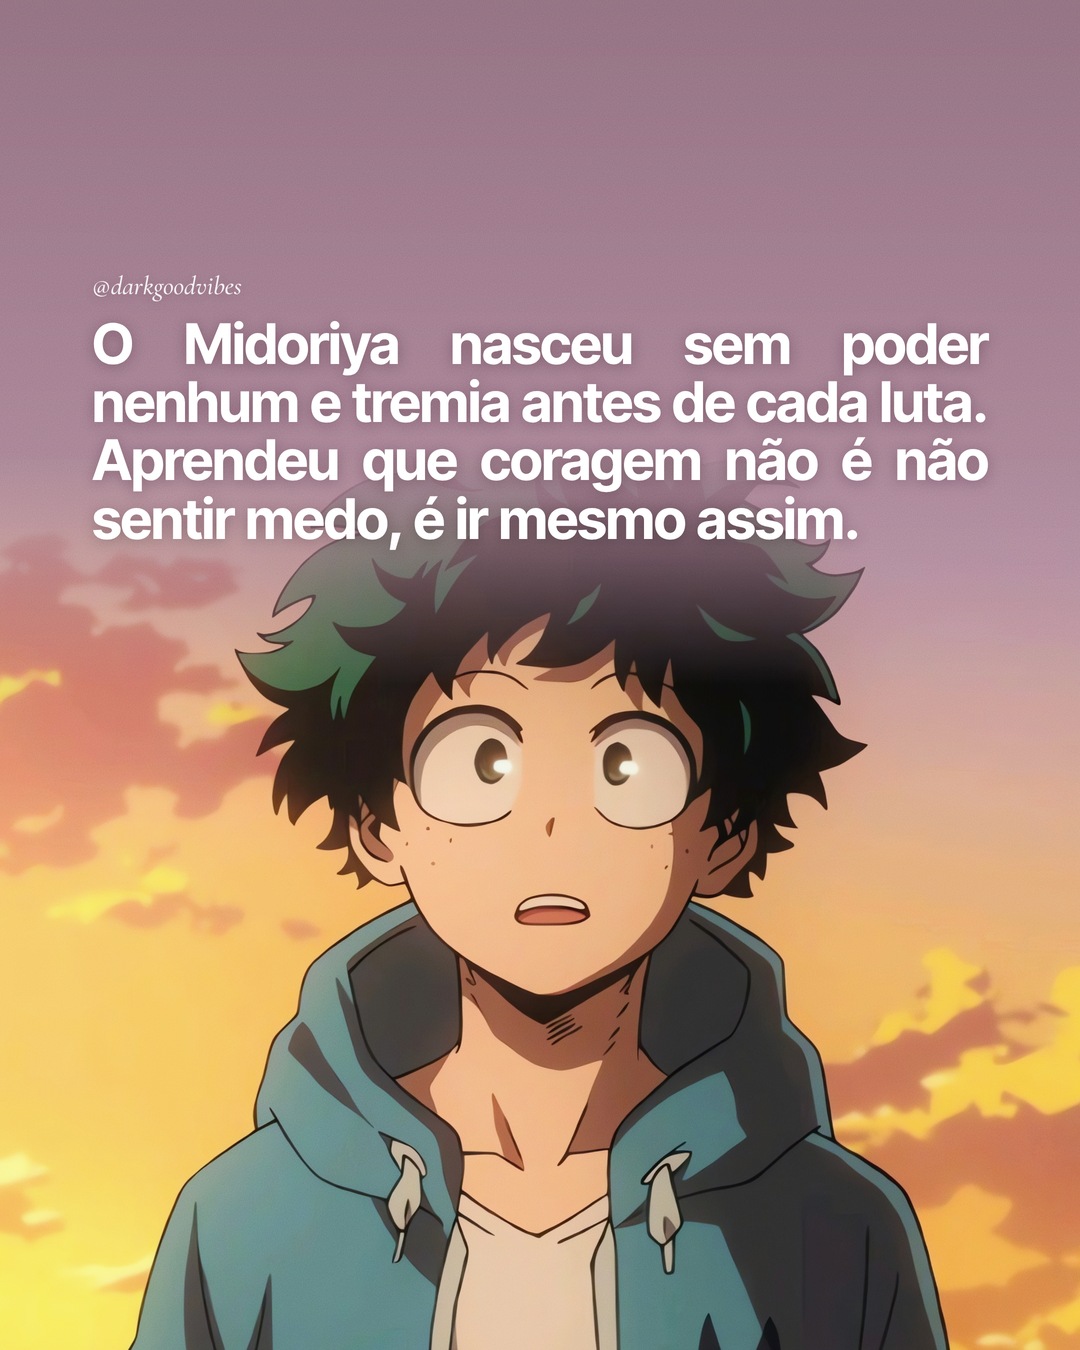 @darkgoodvibes
O Midoriya nasceu sem poder
nenhum e tremia antes de cada luta.
Aprendeu que coragem não é não
sentir medo, é ir mesmo assim.